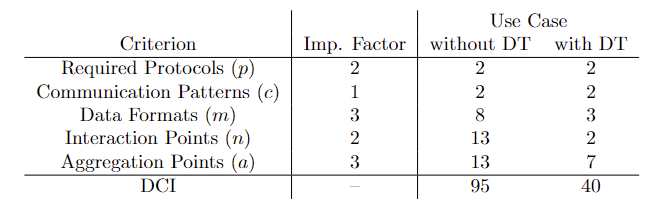 Use Case
Criterion Imp. Factor without DT with DT
Required Protocols (p) 2 2 2
Communication Patterns (c) 1 2 2
Data Formats (m) 3 8 3
Interaction Points (n) 2 13 2
Aggregation Points (a) 3 13 7
DCI – 95 40